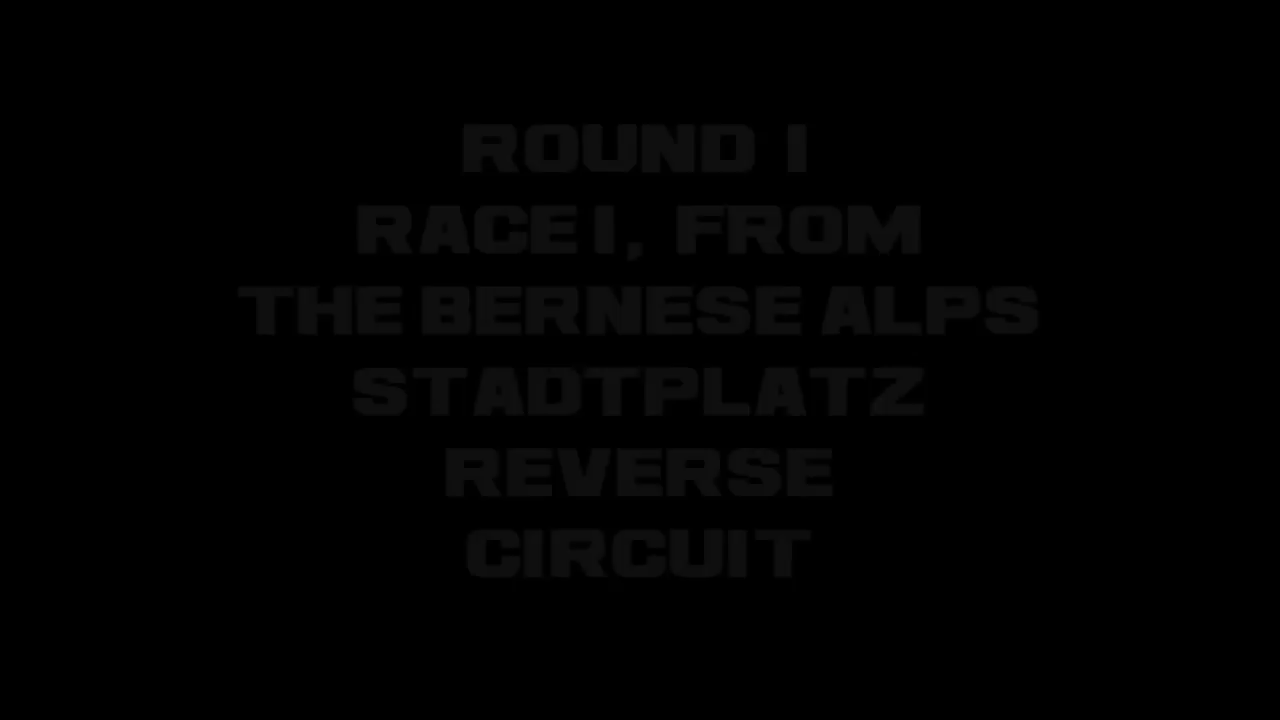 ROUND 1
RACE 1, FROM
THE BERNESE ALPS
STADTPLATZ
REVERSE
CIRCUIT